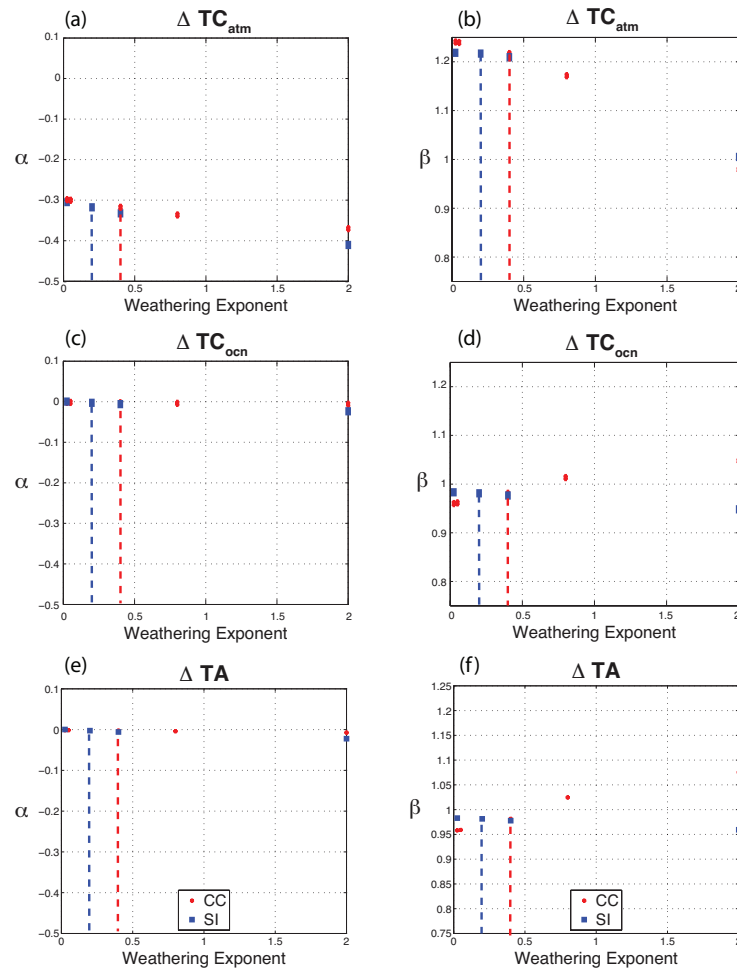 (a) Δ TC_atm
0.1
0
−0.1
−0.2
−0.3
−0.4
−0.5
α
0 0.5 1 1.5 2
Weathering Exponent
(b) Δ TC_atm
1.2
1.1
1
0.9
0.8
β
0 0.5 1 1.5 2
Weathering Exponent
(c) Δ TC_ocn
0.1
0
−0.1
−0.2
−0.3
−0.4
−0.5
α
0 0.5 1 1.5 2
Weathering Exponent
(d) Δ TC_ocn
1.2
1.1
1
0.9
0.8
β
0 0.5 1 1.5 2
Weathering Exponent
(e) Δ TA
0.1
0
−0.1
−0.2
−0.3
−0.4
−0.5
α
CC
SI
0 0.5 1 1.5 2
Weathering Exponent
(f) Δ TA
1.25
1.2
1.15
1.1
1.05
1
0.95
0.9
0.85
0.8
0.75
β
CC
SI
0 0.5 1 1.5 2
Weathering Exponent